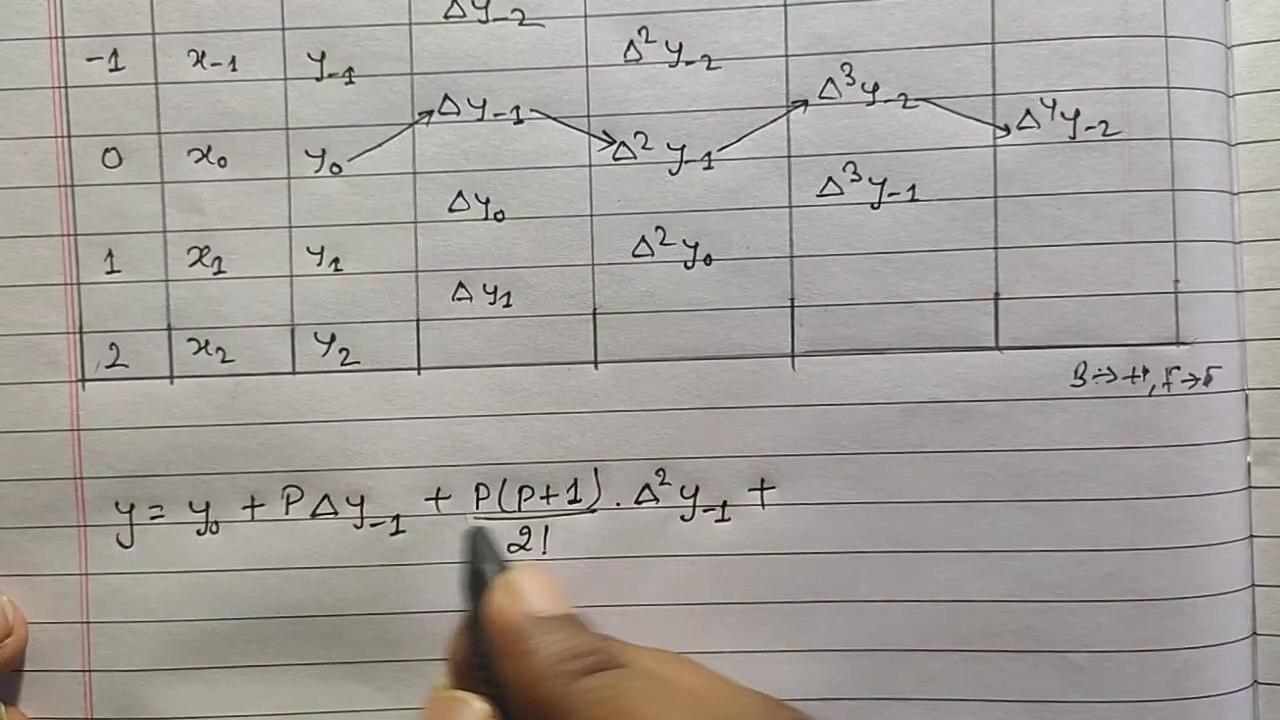 Δy₋₂
-1 x₋₁ y₋₁ Δ²y₋₂
Δy₋₁ Δ³y₋₂
0 x₀ y₀ Δ²y₋₁ Δ⁴y₋₂
Δy₀ Δ³y₋₁
1 x₁ y₁ Δ²y₀
Δy₁
2 x₂ y₂
y = y₀ + PΔy₋₁ + P(P+1)/2! . Δ²y₋₁ +